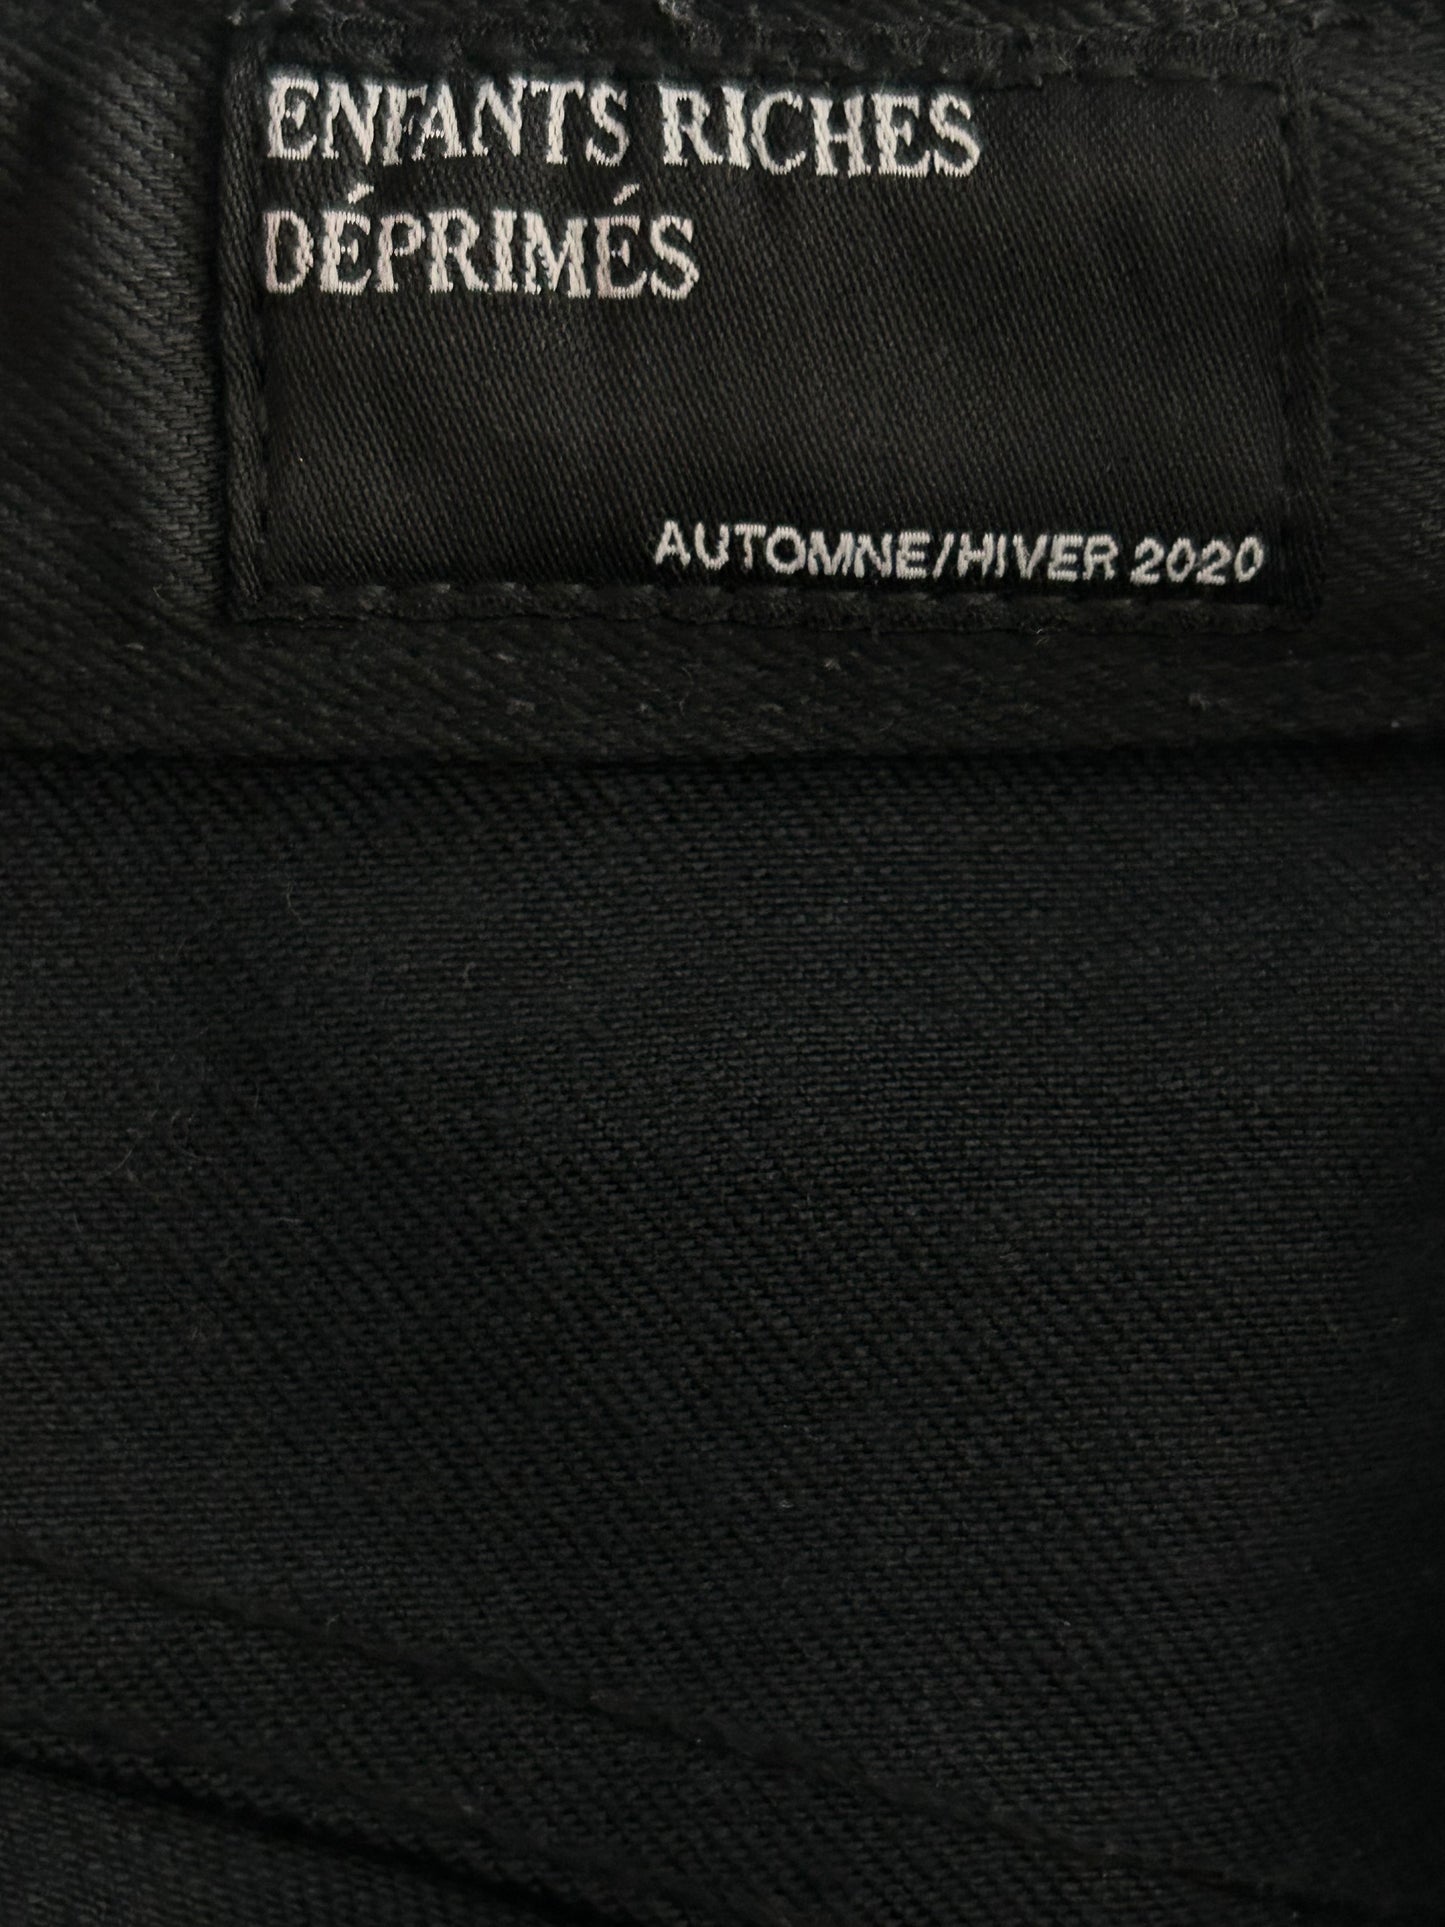 ENFANTS RICHES
DÉPRIMÉS
AUTOMNE/HIVER 2020